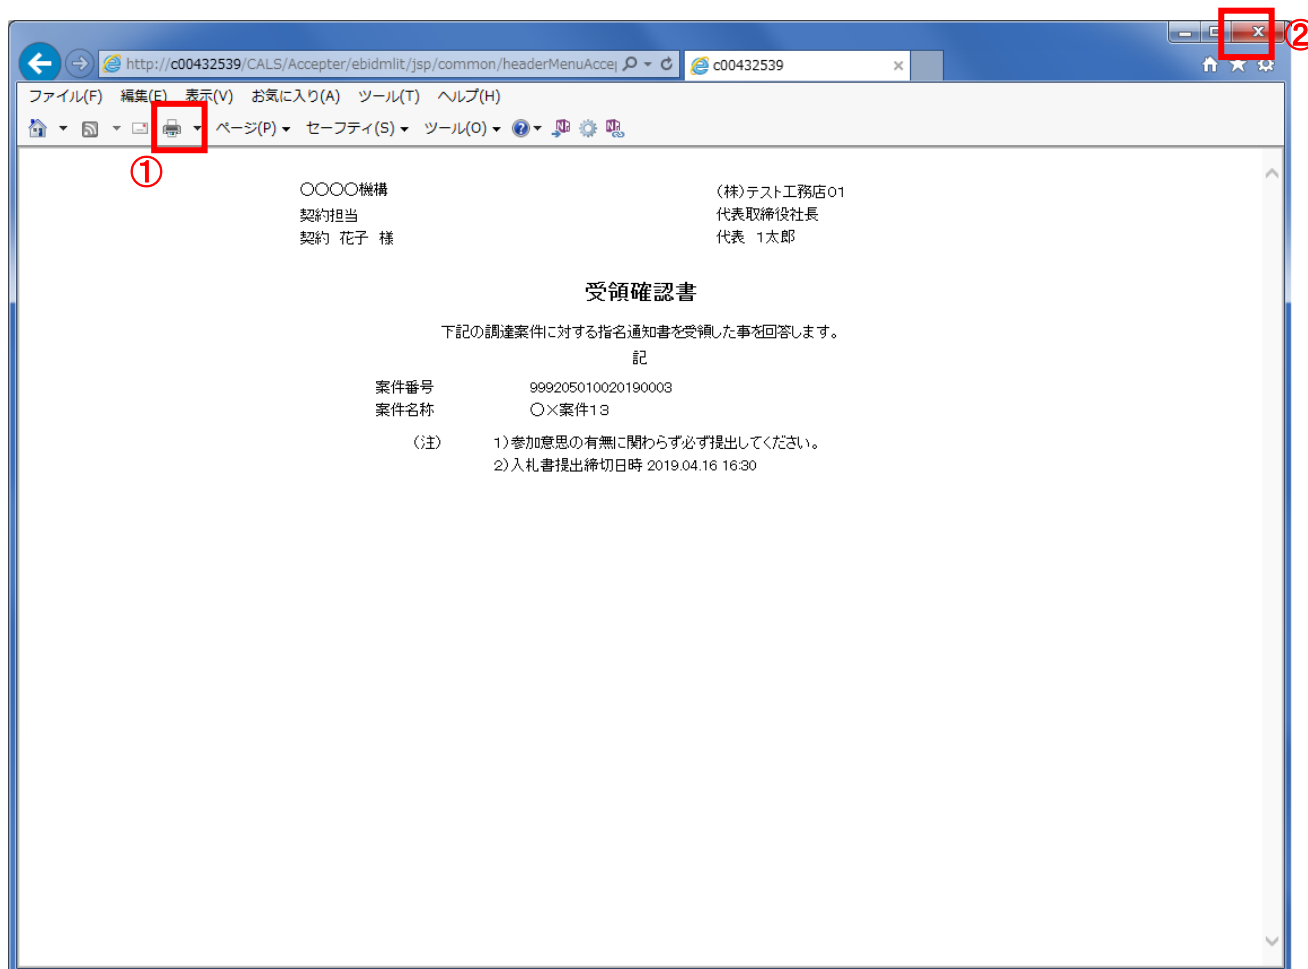 ②
http://c00432539/CALS/Accepter/ebidmlit/jsp/common/headerMenuAcce
c00432539
ファイル(F) 編集(E) 表示(V) お気に入り(A) ツール(T) ヘルプ(H)
ページ(P) セーフティ(S) ツール(O)
①
〇〇〇〇機構
(株)テスト工務店01
契約担当
代表取締役社長
契約 花子 様
代表 1太郎
受領確認書
下記の調達案件に対する指名通知書を受領した事を回答します。
記
案件番号 999205010020190003
案件名称 〇×案件13
(注) 1)参加意思の有無に関わらず必ず提出してください。
2)入札書提出締切日時 2019.04.16 16:30